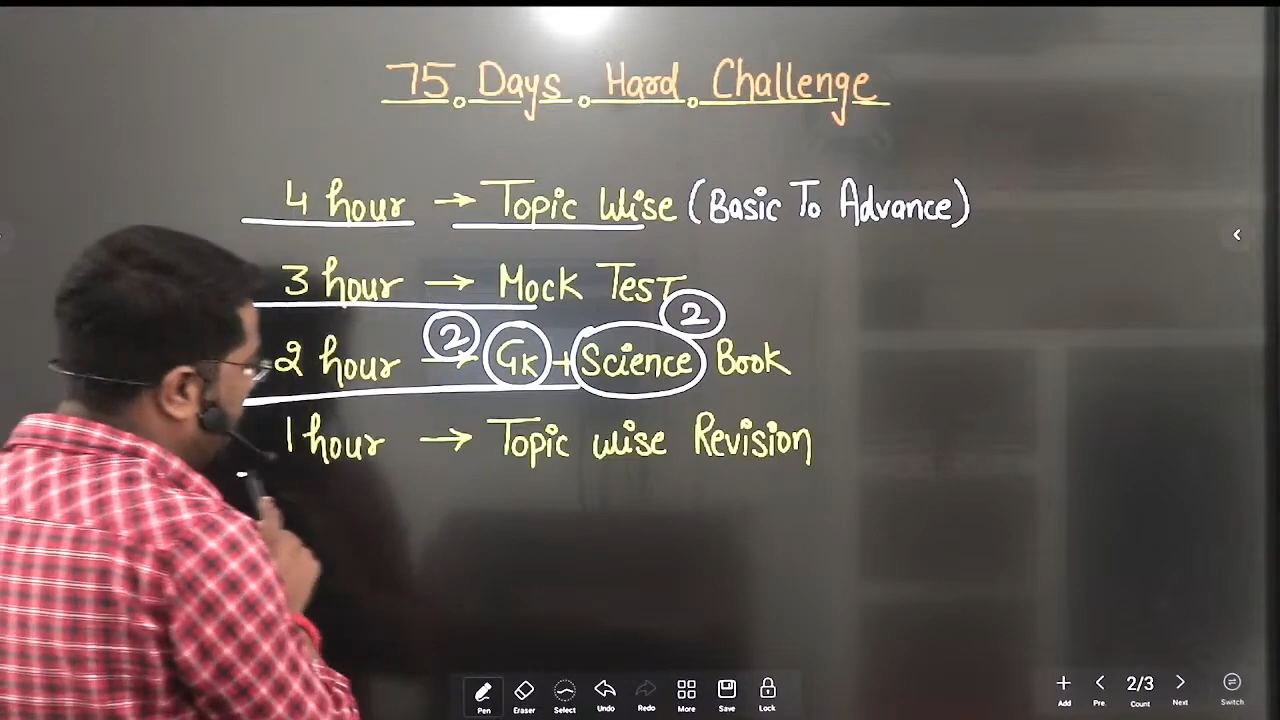 75 Days Hard Challenge
4 hour → Topic Wise (Basic To Advance)
3 hour → Mock Test
2 2
2 hour → Gk + Science Book
1 hour → Topic wise Revision
Pen Eraser Select Undo Redo More Save Lock
Add Pre. 2/3 Count Next Switch